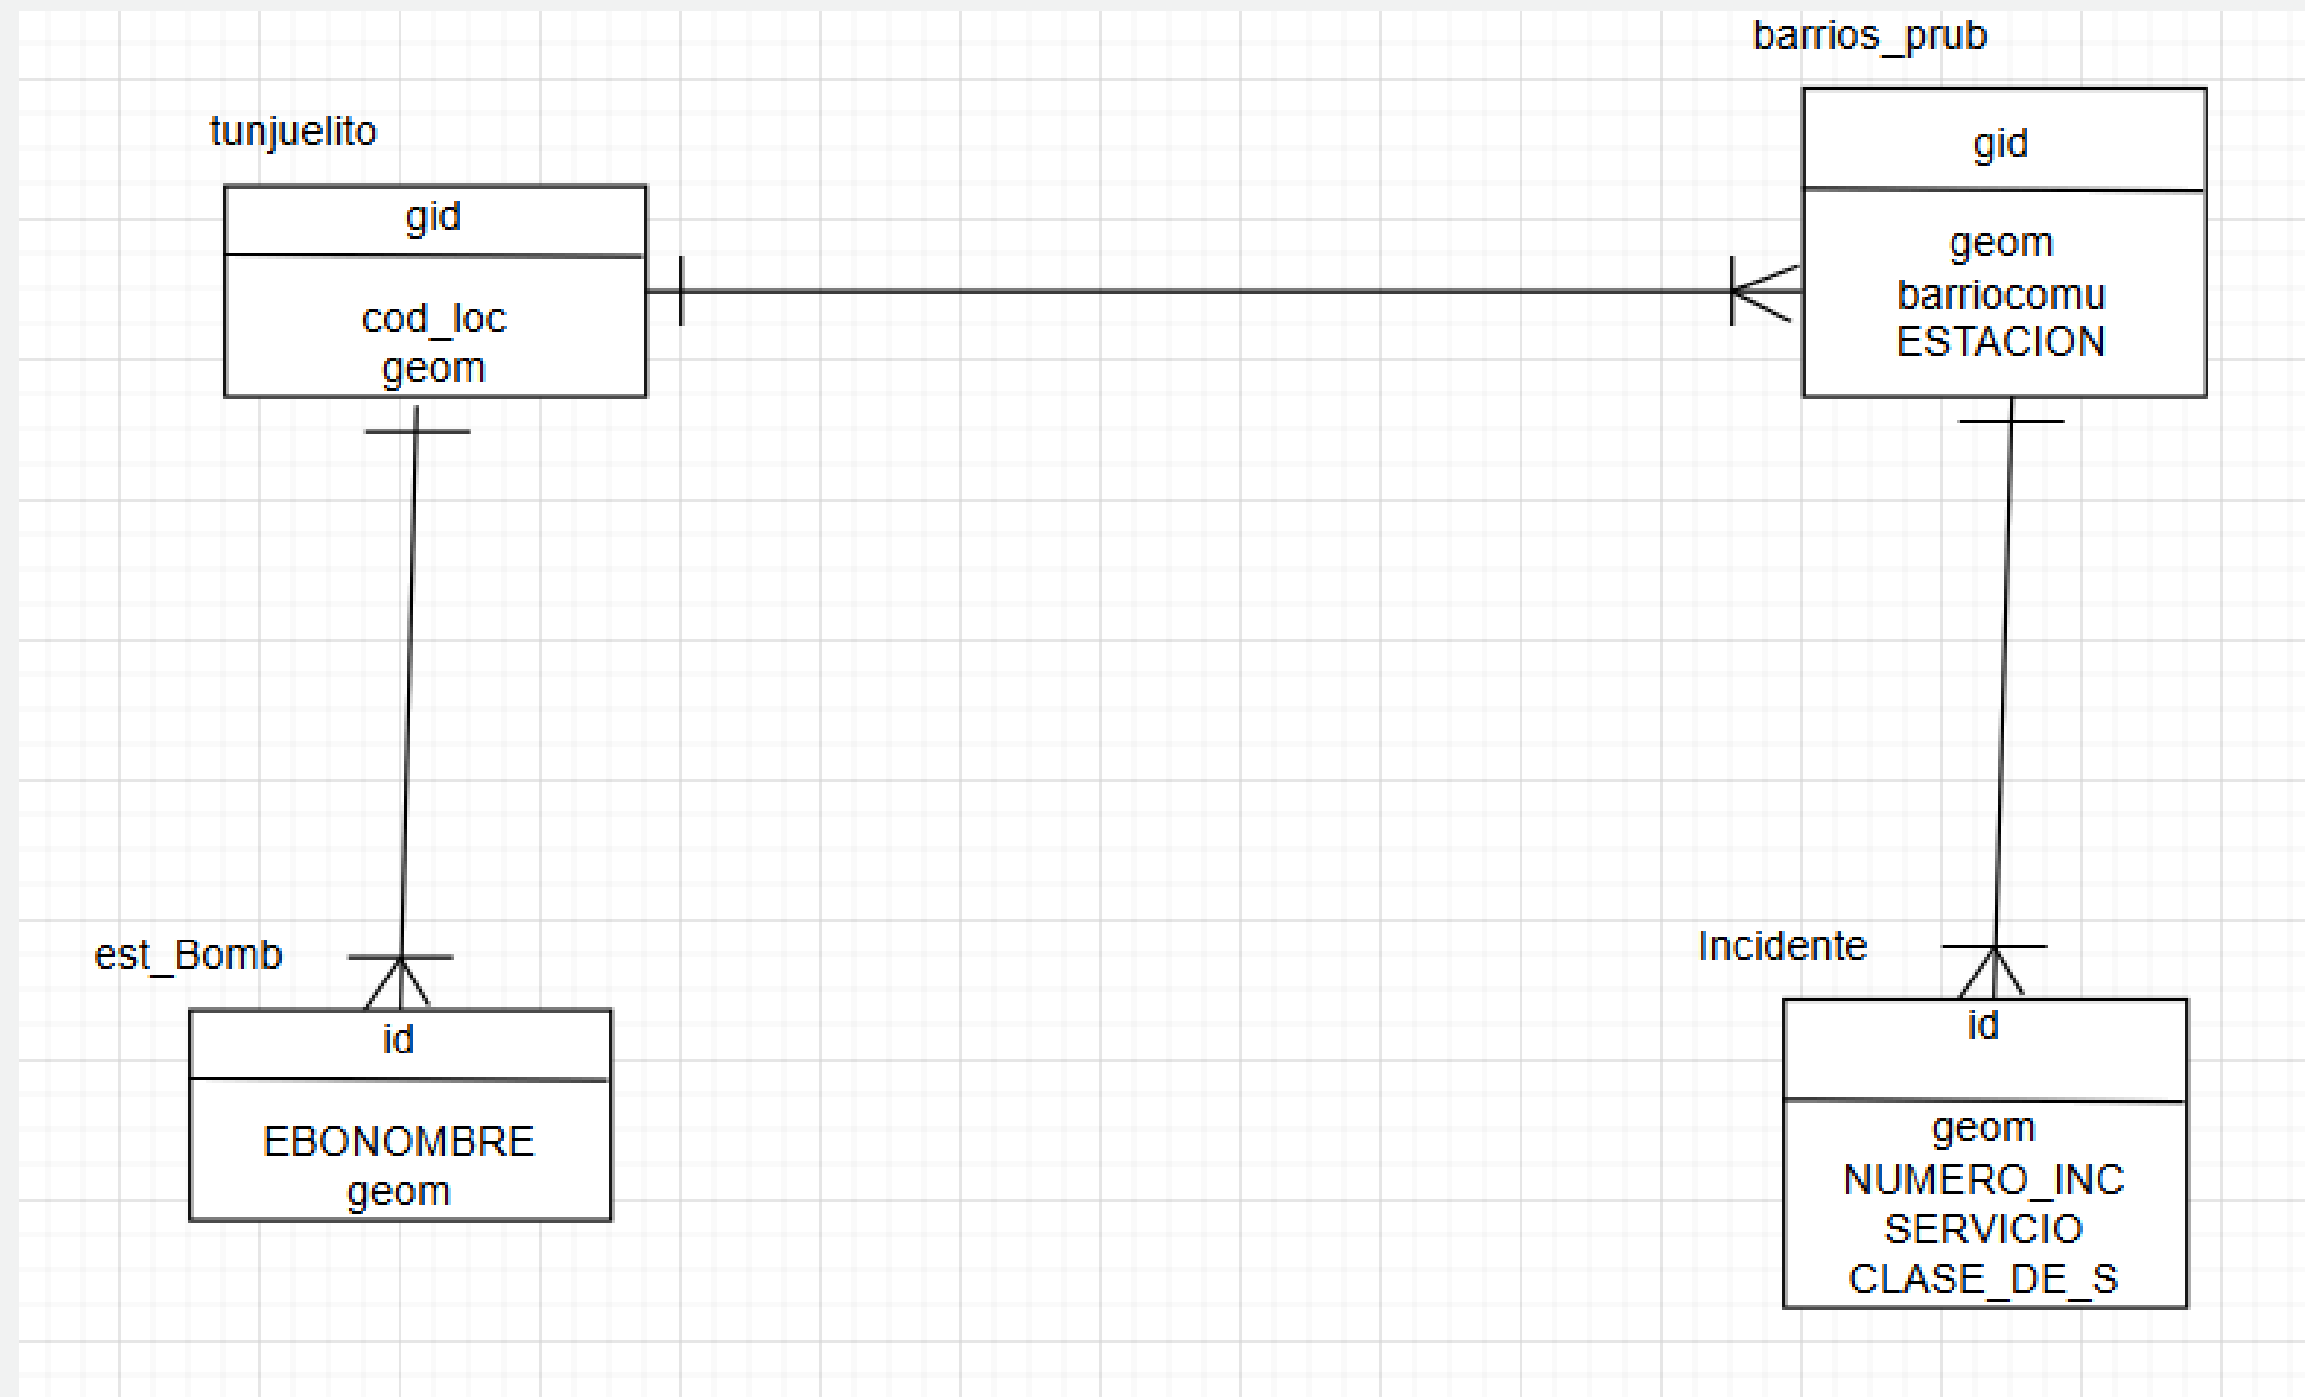 barrios_prub
gid
geom
barriocomu
ESTACION
tunjuelito
gid
cod_loc
geom
est_Bomb
id
EBONOMBRE
geom
Incidente
id
geom
NUMERO_INC
SERVICIO
CLASE_DE_S